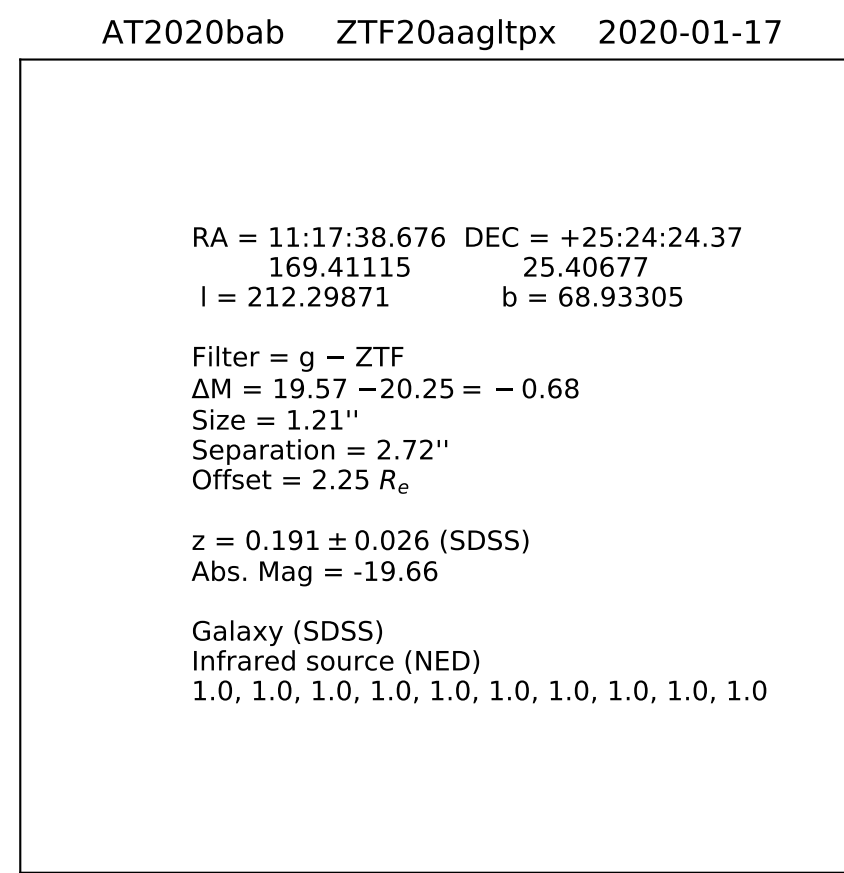 AT2020bab ZTF20aagltpx 2020-01-17
RA = 11:17:38.676 DEC = +25:24:24.37
169.41115 25.40677
l = 212.29871 b = 68.93305
Filter = g − ZTF
ΔM = 19.57 −20.25 = − 0.68
Size = 1.21''
Separation = 2.72''
Offset = 2.25 Re
z = 0.191 ± 0.026 (SDSS)
Abs. Mag = -19.66
Galaxy (SDSS)
Infrared source (NED)
1.0, 1.0, 1.0, 1.0, 1.0, 1.0, 1.0, 1.0, 1.0, 1.0